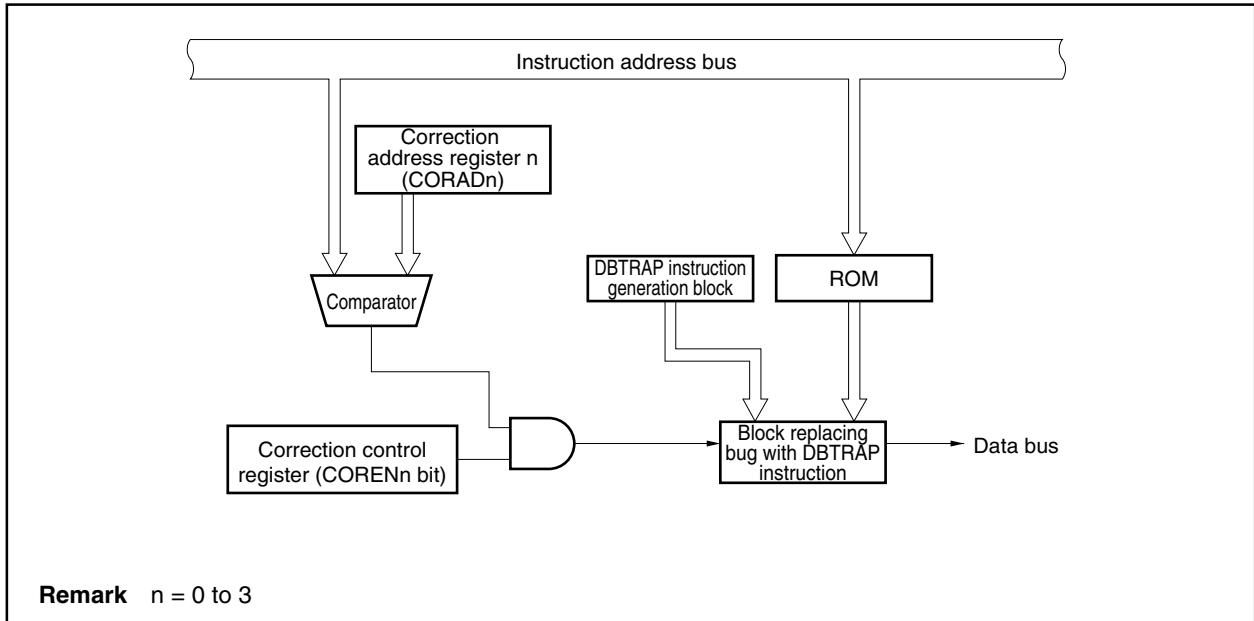 Instruction address bus
Correction
address register n
(CORADn)
DBTRAP instruction
generation block
ROM
Comparator
Correction control
register (CORENn bit)
Block replacing
bug with DBTRAP
instruction
Data bus
Remark n = 0 to 3